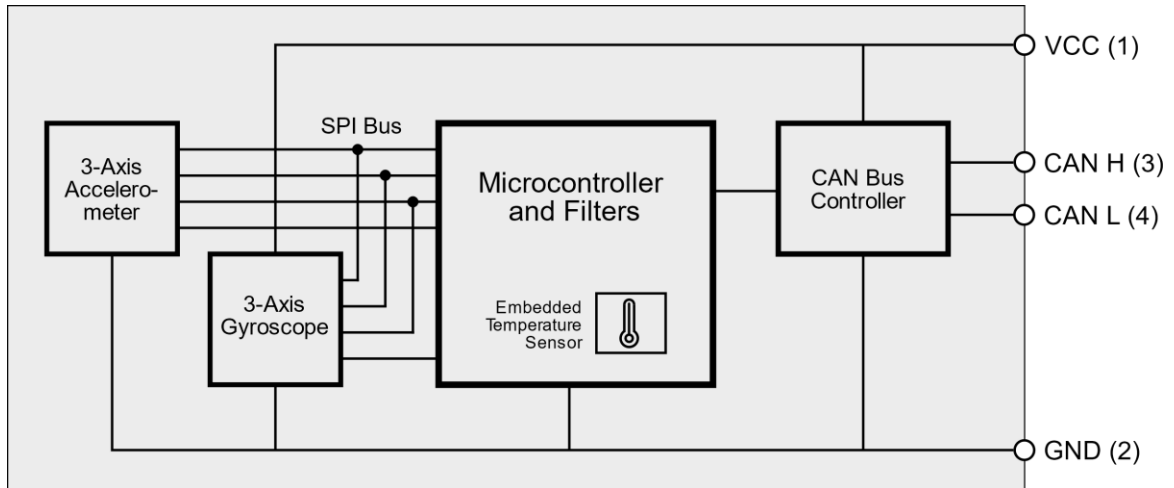 VCC (1)
SPI Bus
3-Axis
Accelero-
meter
Microcontroller
and Filters
CAN Bus
Controller
CAN H (3)
CAN L (4)
3-Axis
Gyroscope
Embedded
Temperature
Sensor
GND (2)